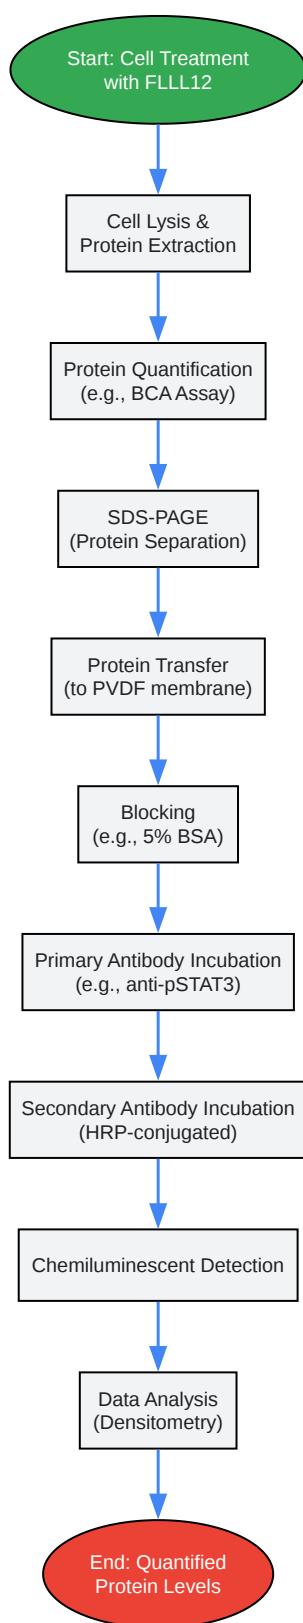 Start: Cell Treatment
with FLLL12
Cell Lysis &
Protein Extraction
Protein Quantification
(e.g., BCA Assay)
SDS-PAGE
(Protein Separation)
Protein Transfer
(to PVDF membrane)
Blocking
(e.g., 5% BSA)
Primary Antibody Incubation
(e.g., anti-pSTAT3)
Secondary Antibody Incubation
(HRP-conjugated)
Chemiluminescent Detection
Data Analysis
(Densitometry)
End: Quantified
Protein Levels